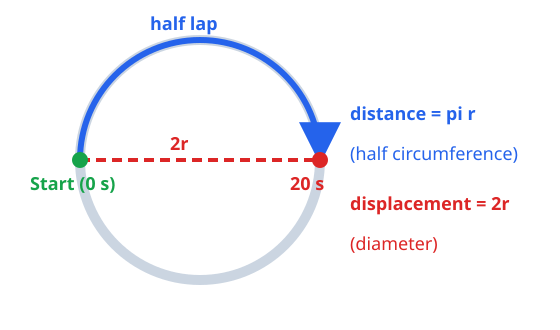 half lap
distance = pi r
2r
(half circumference)
Start (0 s)
20 s
displacement = 2r
(diameter)